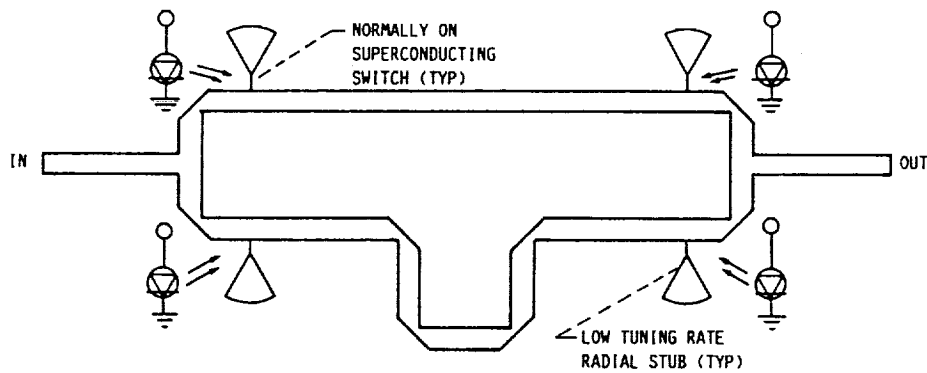 NORMALLY ON
SUPERCONDUCTING
SWITCH (TYP)
IN
OUT
LOW TUNING RATE
RADIAL STUB (TYP)